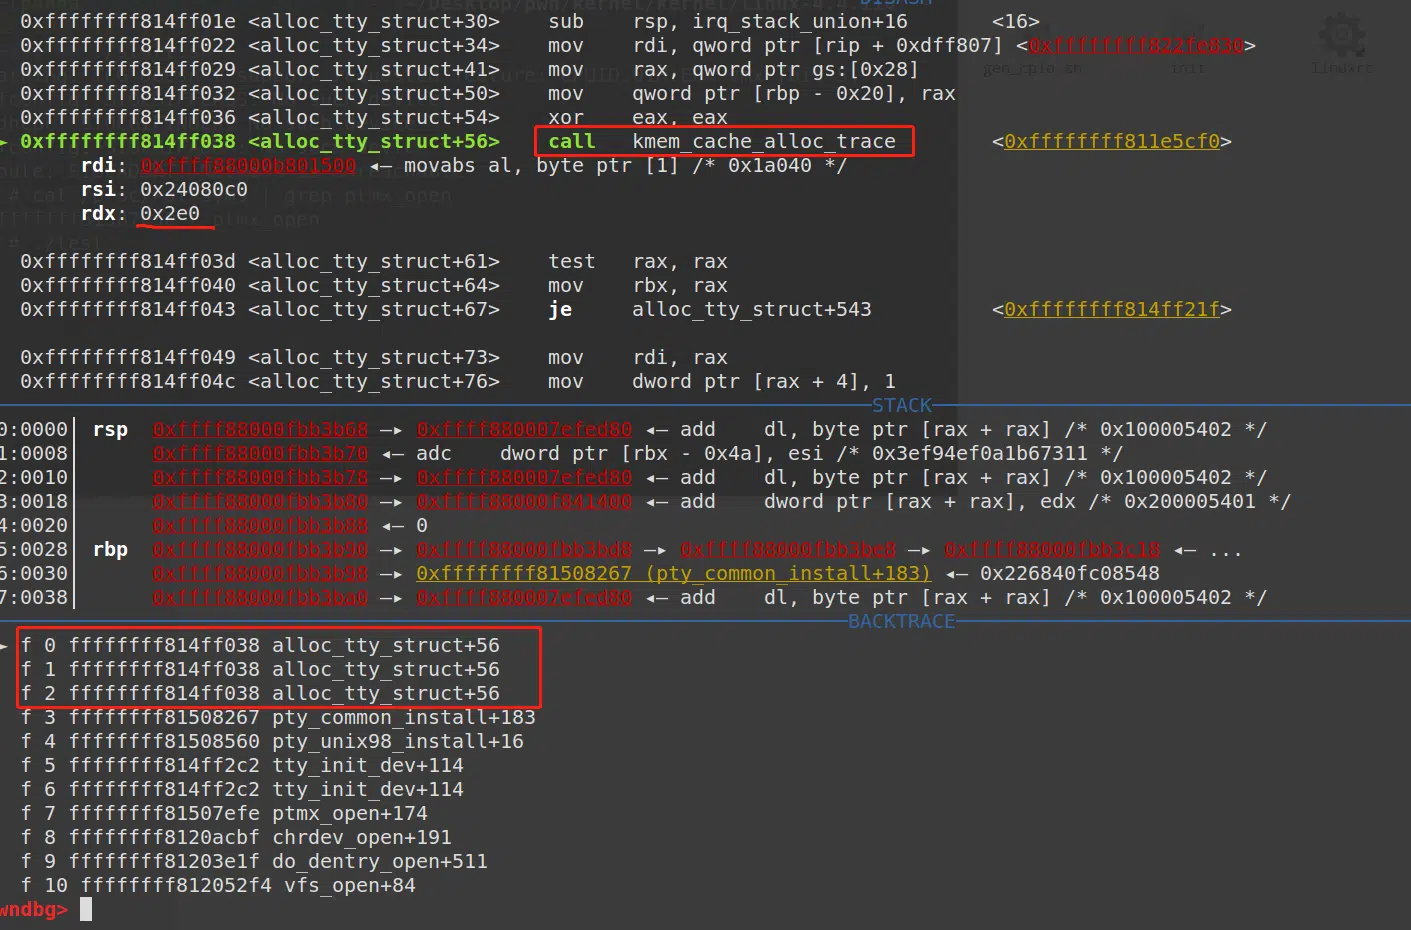 DISASM
0xffffffff814ff01e <alloc_tty_struct+30> sub rsp, irq_stack_union+16 <16>
0xffffffff814ff022 <alloc_tty_struct+34> mov rdi, qword ptr [rip + 0xdff807] <0xffffffff822fe830>
0xffffffff814ff029 <alloc_tty_struct+41> mov rax, qword ptr gs:[0x28]
0xffffffff814ff032 <alloc_tty_struct+50> mov qword ptr [rbp - 0x20], rax
0xffffffff814ff036 <alloc_tty_struct+54> xor eax, eax
► 0xffffffff814ff038 <alloc_tty_struct+56> call kmem_cache_alloc_trace <0xffffffff811e5cf0>
rdi: 0xffff88000b801500 ◂— movabs al, byte ptr [1] /* 0x1a040 */
rsi: 0x24080c0
rdx: 0x2e0
0xffffffff814ff03d <alloc_tty_struct+61> test rax, rax
0xffffffff814ff040 <alloc_tty_struct+64> mov rbx, rax
0xffffffff814ff043 <alloc_tty_struct+67> je alloc_tty_struct+543 <0xffffffff814ff21f>
0xffffffff814ff049 <alloc_tty_struct+73> mov rdi, rax
0xffffffff814ff04c <alloc_tty_struct+76> mov dword ptr [rax + 4], 1
STACK
0:0000│ rsp 0xffff88000fbb3b68 —▸ 0xffff880007efed80 ◂— add dl, byte ptr [rax + rax] /* 0x100005402 */
1:0008│ 0xffff88000fbb3b70 ◂— adc dword ptr [rbx - 0x4a], esi /* 0x3ef94ef0a1b67311 */
2:0010│ 0xffff88000fbb3b78 —▸ 0xffff880007efed80 ◂— add dl, byte ptr [rax + rax] /* 0x100005402 */
3:0018│ 0xffff88000fbb3b80 —▸ 0xffff88000f841400 ◂— add dword ptr [rax + rax], edx /* 0x200005401 */
4:0020│ 0xffff88000fbb3b88 ◂— 0
5:0028│ rbp 0xffff88000fbb3b90 —▸ 0xffff88000fbb3bd8 —▸ 0xffff88000fbb3be8 —▸ 0xffff88000fbb3c18 ◂— ...
6:0030│ 0xffff88000fbb3b98 —▸ 0xffffffff81508267 (pty_common_install+183) ◂— 0x226840fc08548
7:0038│ 0xffff88000fbb3ba0 —▸ 0xffff880007efed80 ◂— add dl, byte ptr [rax + rax] /* 0x100005402 */
BACKTRACE
► f 0 ffffffff814ff038 alloc_tty_struct+56
f 1 ffffffff814ff038 alloc_tty_struct+56
f 2 ffffffff814ff038 alloc_tty_struct+56
f 3 ffffffff81508267 pty_common_install+183
f 4 ffffffff81508560 pty_unix98_install+16
f 5 ffffffff814ff2c2 tty_init_dev+114
f 6 ffffffff814ff2c2 tty_init_dev+114
f 7 ffffffff81507efe ptmx_open+174
f 8 ffffffff8120acbf chrdev_open+191
f 9 ffffffff81203e1f do_dentry_open+511
f 10 ffffffff812052f4 vfs_open+84
wndbg>